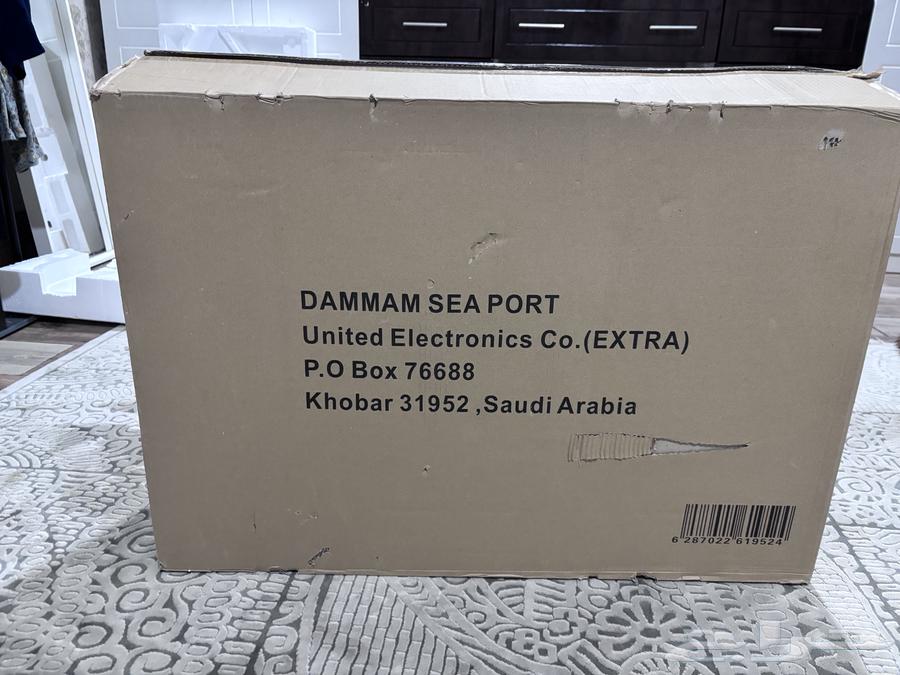 DAMMAM SEA PORT
United Electronics Co.(EXTRA)
P.O Box 76688
Khobar 31952 ,Saudi Arabia
6 287022 619524